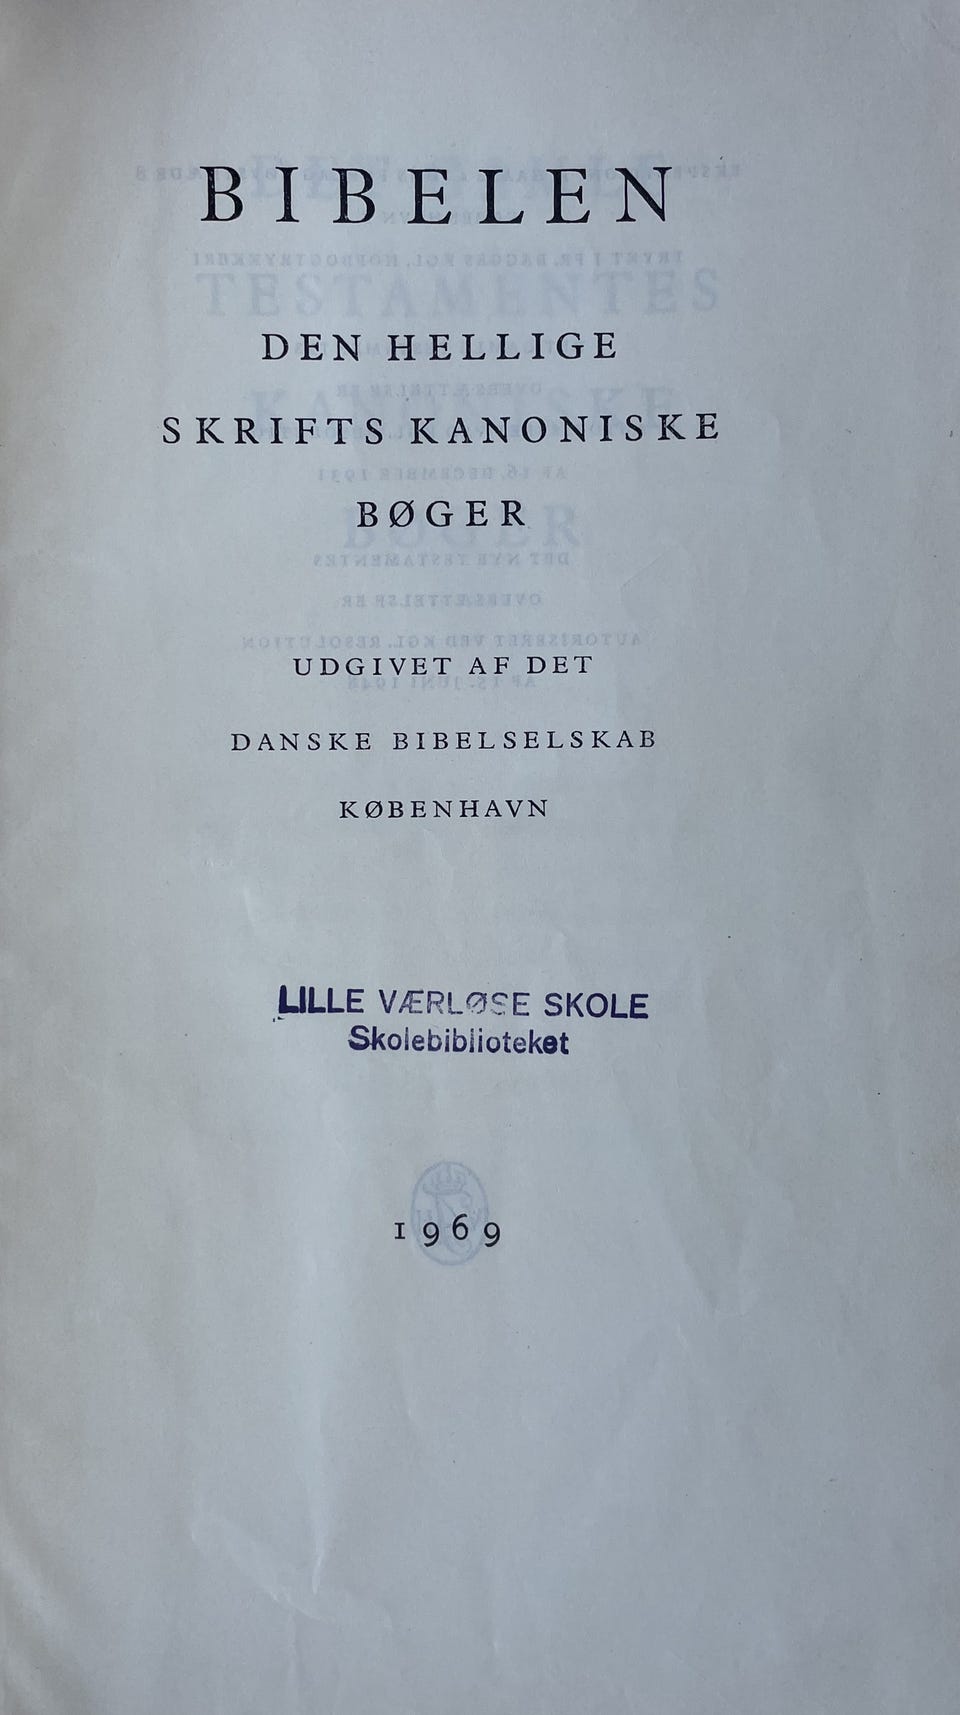 BIBELEN
DEN HELLIGE
SKRIFTS KANONISKE
BØGER
UDGIVET AF DET
DANSKE BIBELSELSKAB
KØBENHAVN
LILLE VÆRLØSE SKOLE
Skolebiblioteket
1969